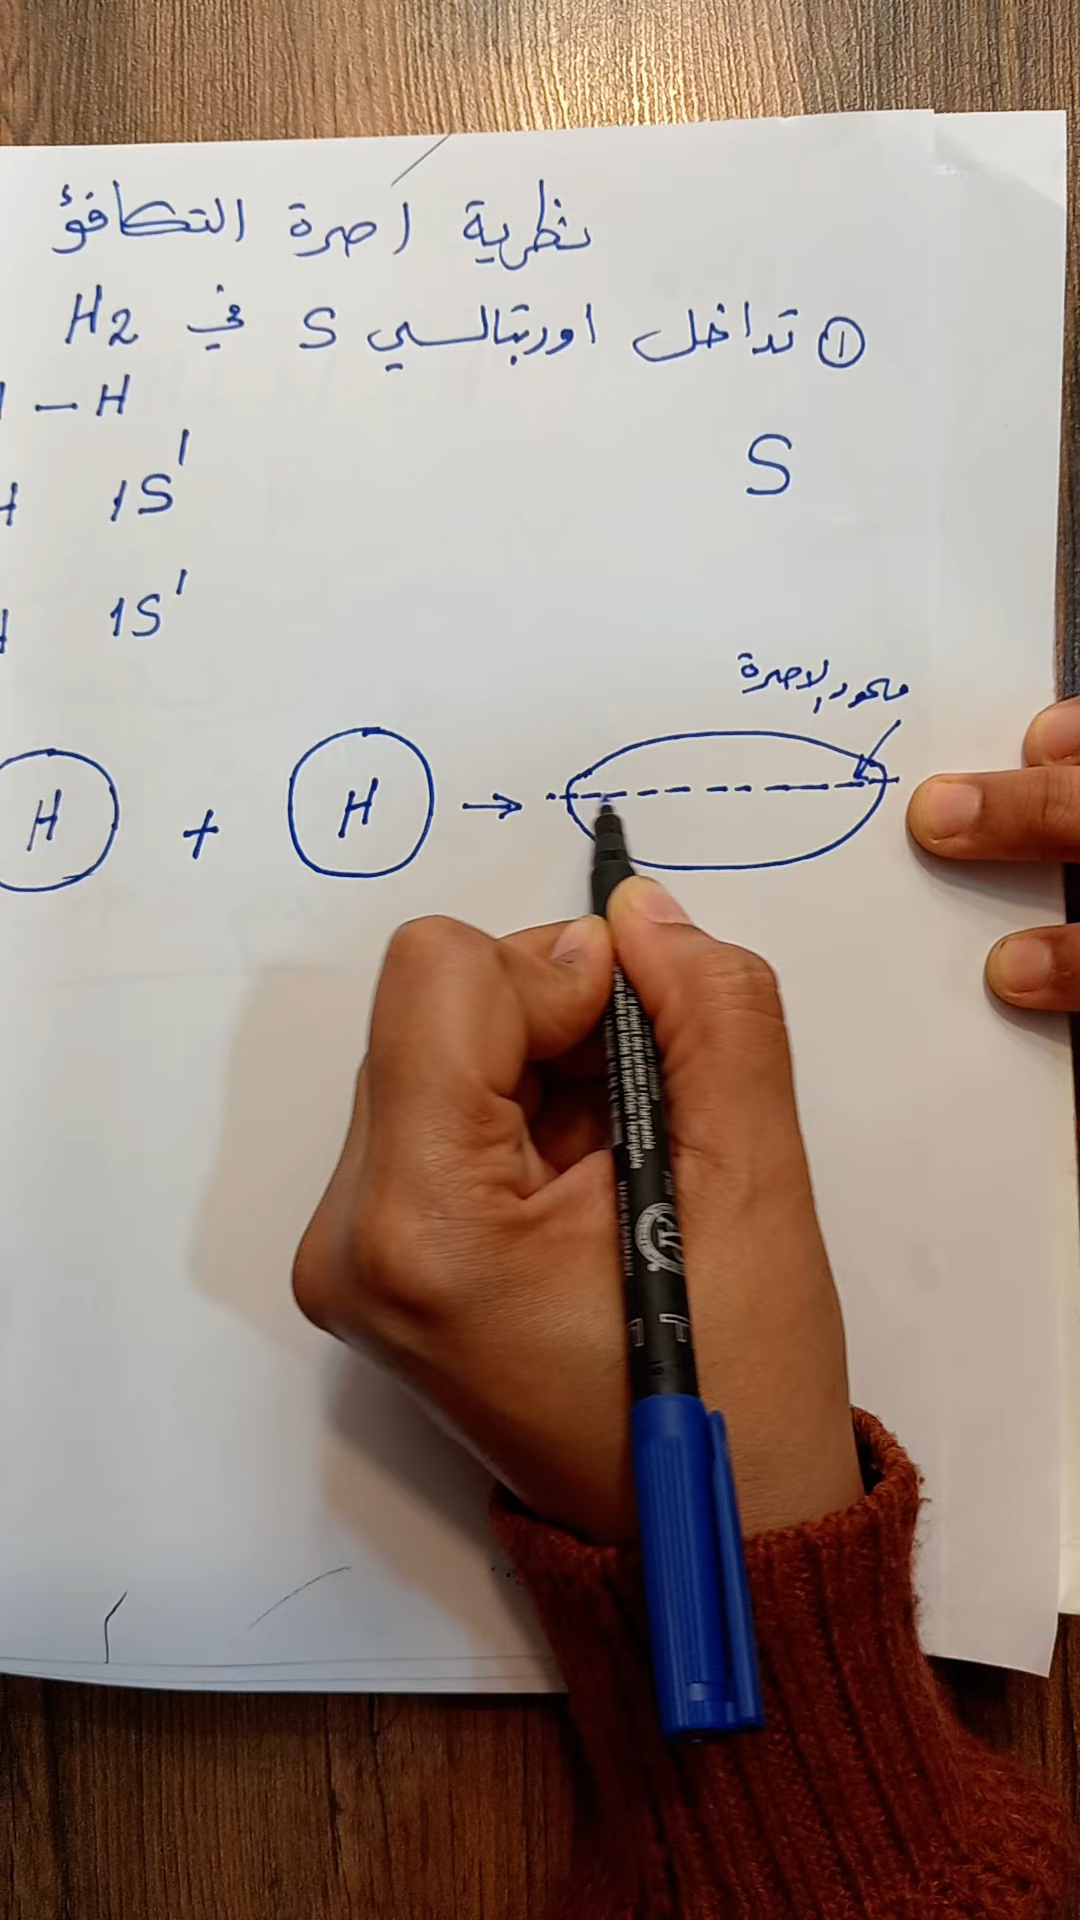 نظرية اصرة التكافؤ
① تداخل اوربتالي S في H2
– H
S
1S¹
1S¹
محور الاصرة
H + H →